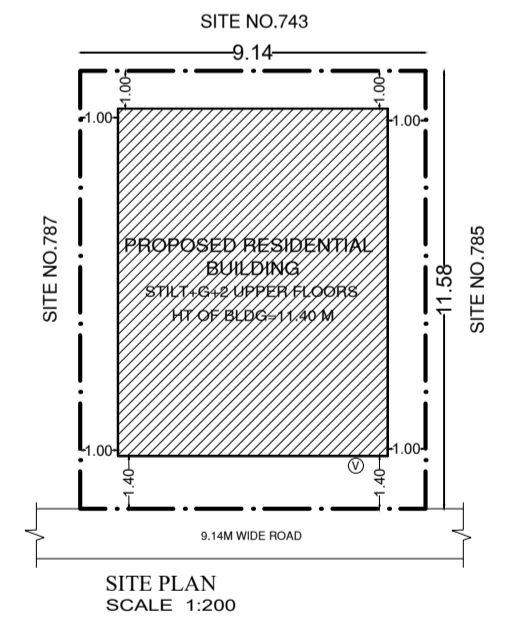 SITE NO.743
9.14
1.00
1.00
1.00
1.00
SITE NO.787
PROPOSED RESIDENTIAL
BUILDING
STILT+G+2 UPPER FLOORS
HT OF BLDG=11.40 M
11.58
SITE NO.785
1.00
1.00
V
1.40
1.40
9.14M WIDE ROAD
SITE PLAN
SCALE 1:200